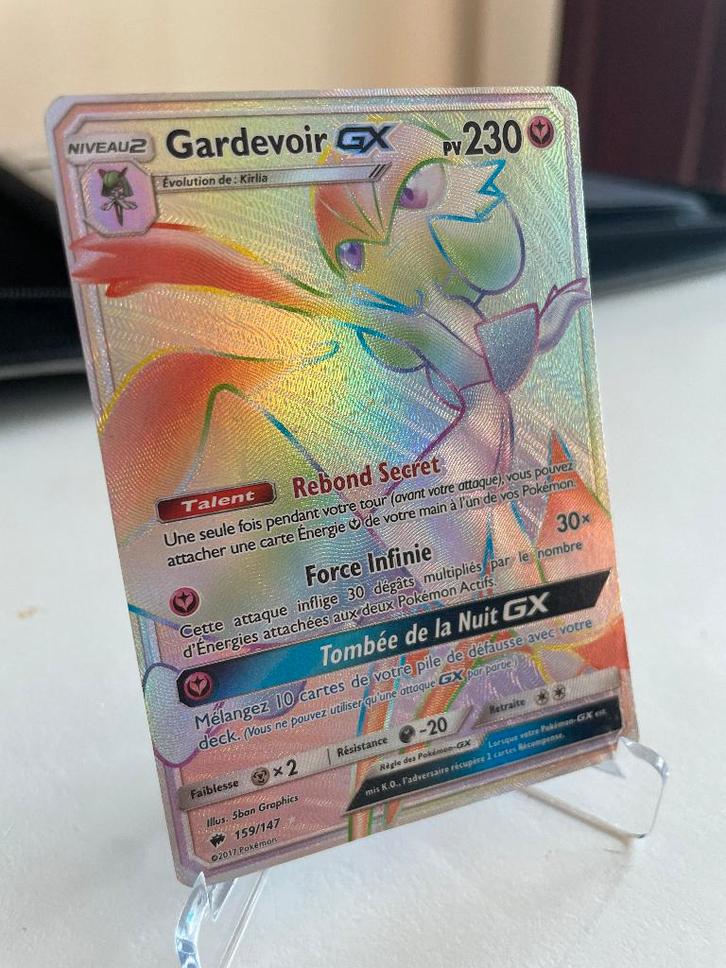 NIVEAU2 Gardevoir GX PV230
Évolution de : Kirlia
Talent Rebond Secret
Une seule fois pendant votre tour (avant votre attaque), vous pouvez
attacher une carte Énergie de votre main à l'un de vos Pokémon.
Force Infinie 30x
Cette attaque inflige 30 dégâts multipliés par le nombre
d'Énergies attachées aux deux Pokémon Actifs.
Tombée de la Nuit GX
Mélangez 10 cartes de votre pile de défausse avec votre
deck. (Vous ne pouvez utiliser qu'une attaque GX par partie.)
Faiblesse ×2 Résistance -20 Retraite
Règle des Pokémon-GX Lorsque votre Pokémon-GX est
mis K.O., l'adversaire récupère 2 cartes Récompense.
Illus. 5ban Graphics
159/147
©2017 Pokémon